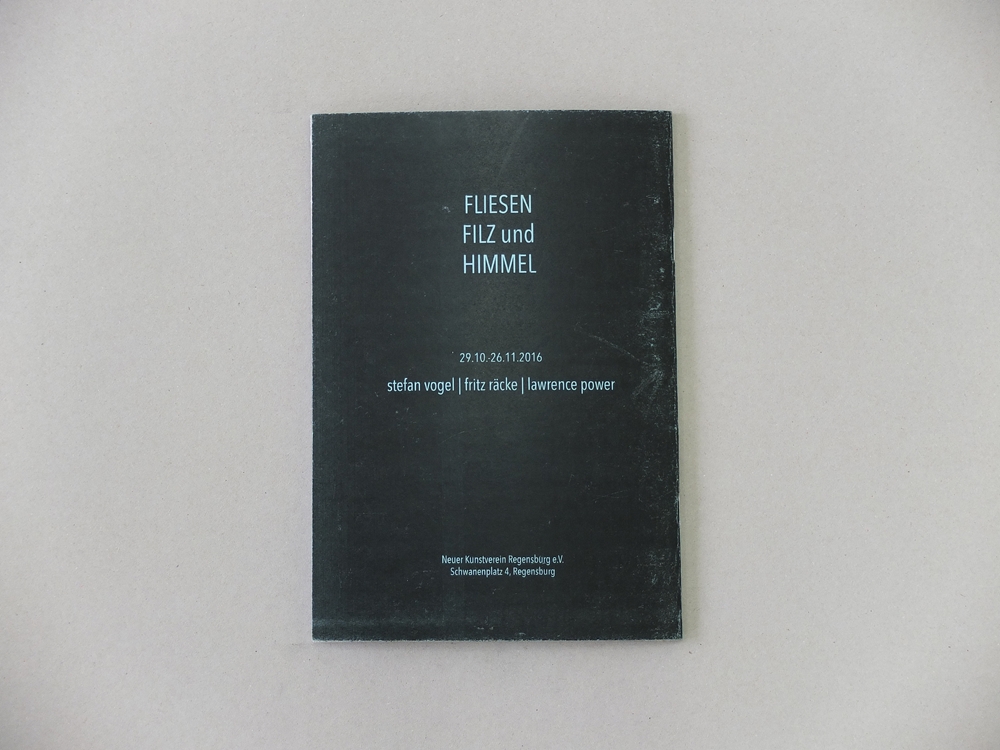 FLIESEN
FILZ und
HIMMEL
29.10.-26.11.2016
stefan vogel | fritz räcke | lawrence power
Neuer Kunstverein Regensburg e.V.
Schwanenplatz 4, Regensburg